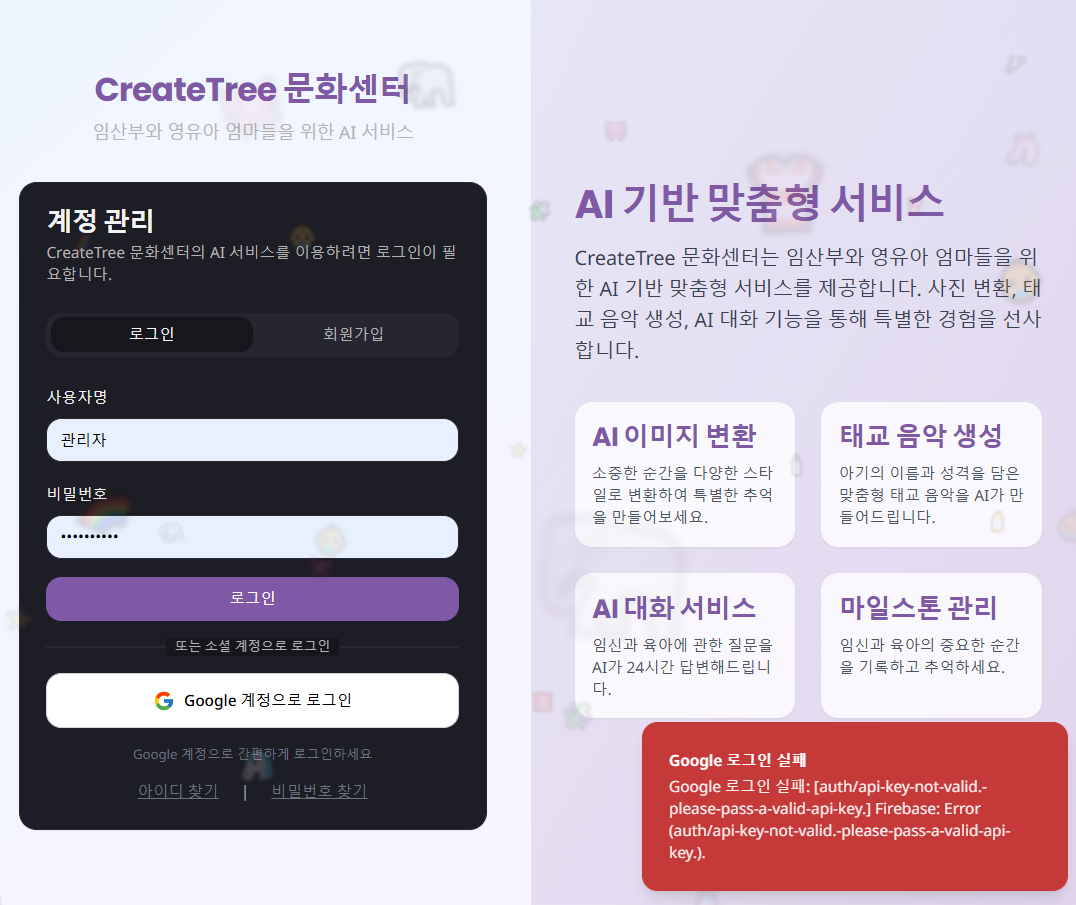 CreateTree 문화센터
임산부와 영유아 엄마들을 위한 AI 서비스
계정 관리
CreateTree 문화센터의 AI 서비스를 이용하려면 로그인이 필
요합니다.
로그인
회원가입
사용자명
관리자
비밀번호
••••••••••
로그인
또는 소셜 계정으로 로그인
Google 계정으로 로그인
Google 계정으로 간편하게 로그인하세요
아이디 찾기 | 비밀번호 찾기
AI 기반 맞춤형 서비스
CreateTree 문화센터는 임산부와 영유아 엄마들을 위
한 AI 기반 맞춤형 서비스를 제공합니다. 사진 변환, 태
교 음악 생성, AI 대화 기능을 통해 특별한 경험을 선사
합니다.
AI 이미지 변환
소중한 순간을 다양한 스타
일로 변환하여 특별한 추억
을 만들어보세요.
태교 음악 생성
아기의 이름과 성격을 담은
맞춤형 태교 음악을 AI가 만
들어드립니다.
AI 대화 서비스
임신과 육아에 관한 질문을
AI가 24시간 답변해드립니
다.
마일스톤 관리
임신과 육아의 중요한 순간
을 기록하고 추억하세요.
Google 로그인 실패
Google 로그인 실패: [auth/api-key-not-valid.-
please-pass-a-valid-api-key.] Firebase: Error
(auth/api-key-not-valid.-please-pass-a-valid-api-
key.).